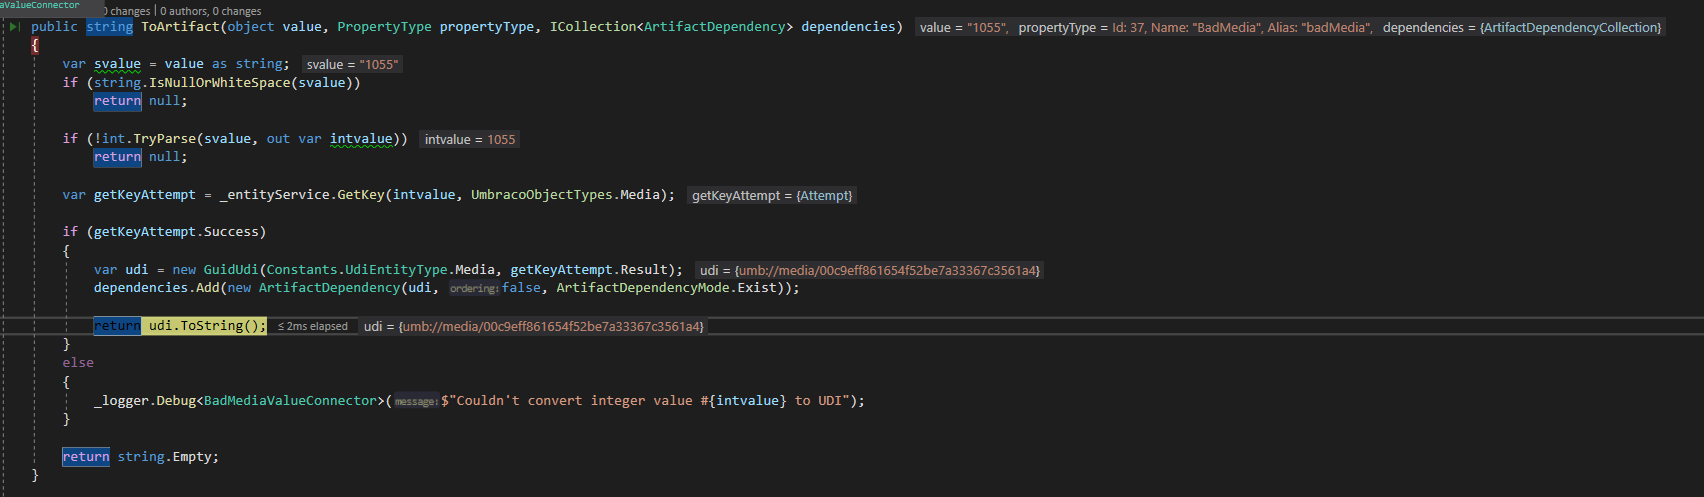 aValueConnector
0 changes | 0 authors, 0 changes
public string ToArtifact(object value, PropertyType propertyType, ICollection<ArtifactDependency> dependencies) value = "1055", propertyType = Id: 37, Name: "BadMedia", Alias: "badMedia", dependencies = {ArtifactDependencyCollection}
{
var svalue = value as string; svalue = "1055"
if (string.IsNullOrWhiteSpace(svalue))
return null;
if (!int.TryParse(svalue, out var intvalue)) intvalue = 1055
return null;
var getKeyAttempt = _entityService.GetKey(intvalue, UmbracoObjectTypes.Media); getKeyAttempt = {Attempt}
if (getKeyAttempt.Success)
{
var udi = new GuidUdi(Constants.UdiEntityType.Media, getKeyAttempt.Result); udi = {umb://media/00c9eff861654f52be7a33367c3561a4}
dependencies.Add(new ArtifactDependency(udi, ordering: false, ArtifactDependencyMode.Exist));
return udi.ToString(); ≤ 2ms elapsed udi = {umb://media/00c9eff861654f52be7a33367c3561a4}
}
else
{
_logger.Debug<BadMediaValueConnector>(message: $"Couldn't convert integer value #{intvalue} to UDI");
}
return string.Empty;
}